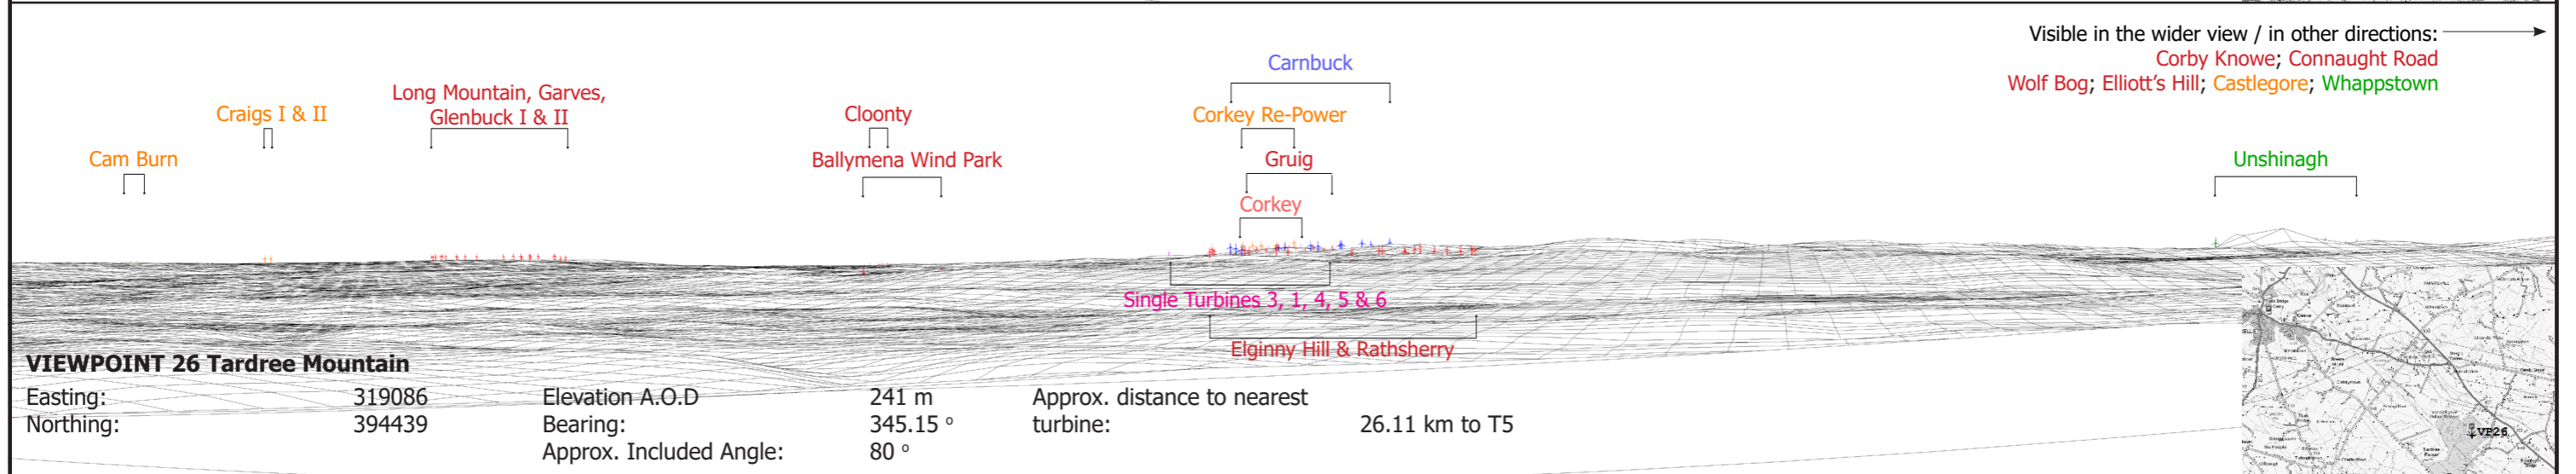 Visible in the wider view / in other directions:
Corby Knowe; Connaught Road
Wolf Bog; Elliott's Hill; Castlegore; Whappstown
Carnbuck
Long Mountain, Garves,
Glenbuck I & II
Craigs I & II
Cloonty
Corkey Re-Power
Cam Burn
Ballymena Wind Park
Gruig
Unshinagh
Corkey
Single Turbines 3, 1, 4, 5 & 6
Elginny Hill & Rathsherry
VIEWPOINT 26 Tardree Mountain
Easting: 319086 Elevation A.O.D 241 m Approx. distance to nearest
Northing: 394439 Bearing: 345.15 º turbine: 26.11 km to T5
Approx. Included Angle: 80 º
VP26